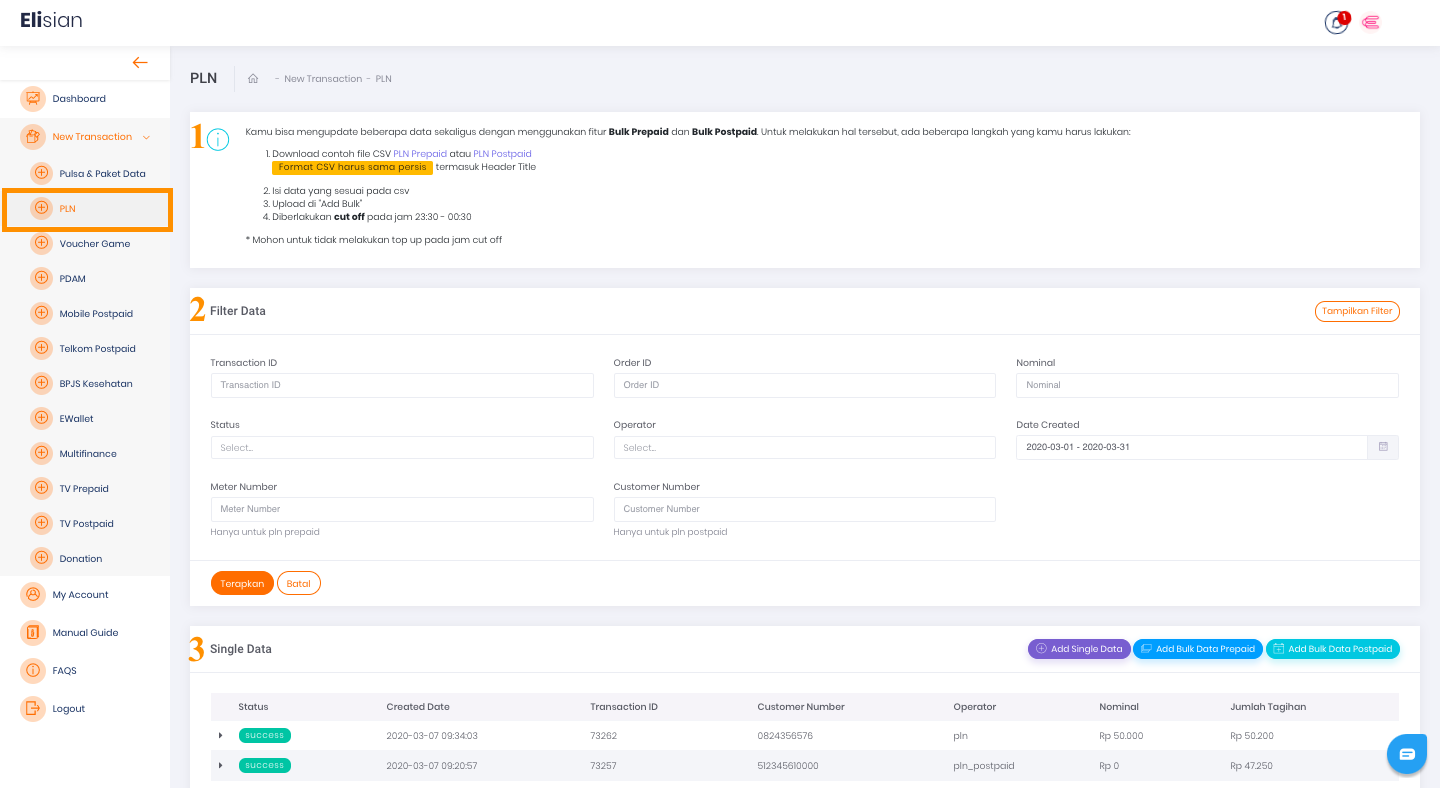 Elisian
1
Dashboard
New Transaction
Pulsa & Paket Data
PLN
Voucher Game
PDAM
Mobile Postpaid
Telkom Postpaid
BPJS Kesehatan
EWallet
Multifinance
TV Prepaid
TV Postpaid
Donation
My Account
Manual Guide
FAQS
Logout
PLN - New Transaction - PLN
1
Kamu bisa mengupdate beberapa data sekaligus dengan menggunakan fitur Bulk Prepaid dan Bulk Postpaid. Untuk melakukan hal tersebut, ada beberapa langkah yang kamu harus lakukan:
1. Download contoh file CSV PLN Prepaid atau PLN Postpaid
Format CSV harus sama persis termasuk Header Title
2. Isi data yang sesuai pada csv
3. Upload di "Add Bulk"
4. Diberlakukan cut off pada jam 23:30 - 00:30
* Mohon untuk tidak melakukan top up pada jam cut off
2
Filter Data Tampilkan Filter
Transaction ID Order ID Nominal
Transaction ID Order ID Nominal
Status Operator Date Created
Select... Select... 2020-03-01 - 2020-03-31
Meter Number Customer Number
Meter Number Customer Number
Hanya untuk pln prepaid Hanya untuk pln postpaid
Terapkan Batal
3
Single Data Add Single Data Add Bulk Data Prepaid Add Bulk Data Postpaid
Status Created Date Transaction ID Customer Number Operator Nominal Jumlah Tagihan
success 2020-03-07 09:34:03 73262 0824356576 pln Rp 50.000 Rp 50.200
success 2020-03-07 09:20:57 73257 512345610000 pln_postpaid Rp 0 Rp 47.250